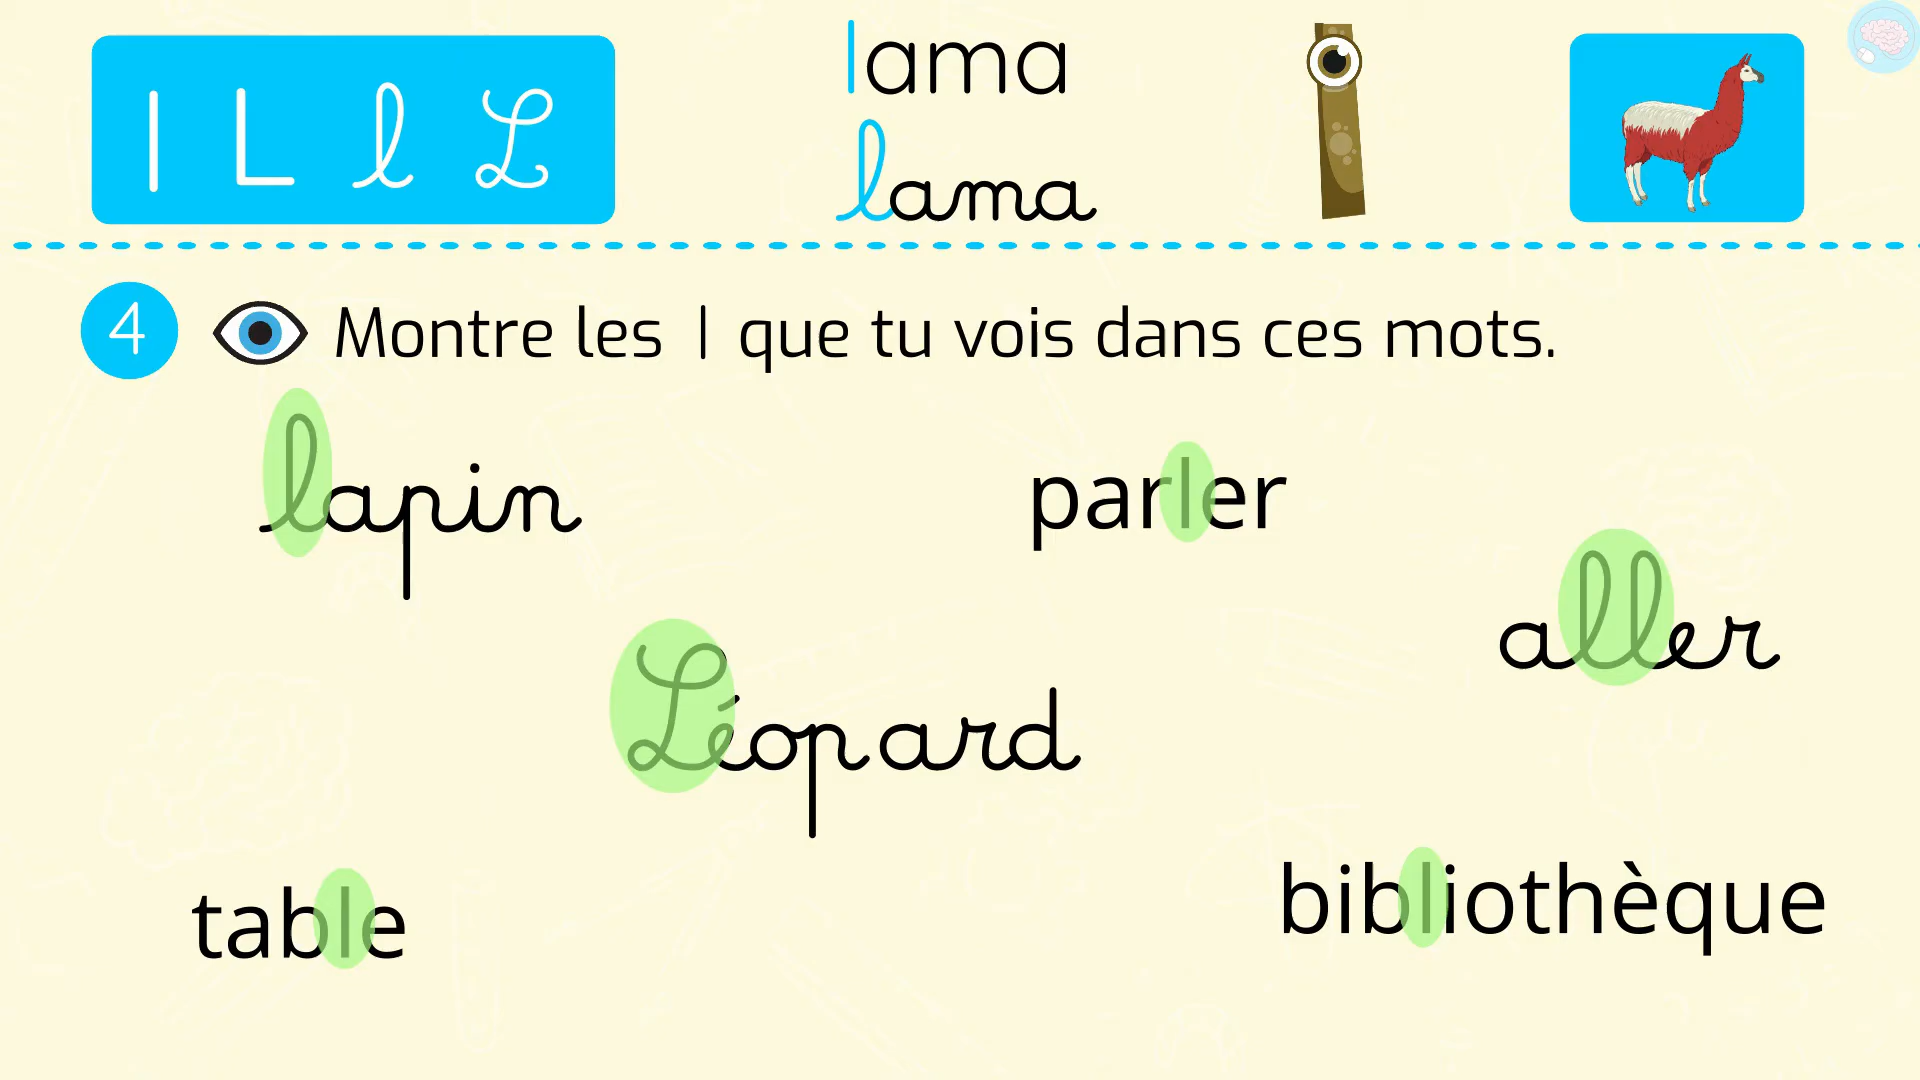 l L l L
lama
lama
4 Montre les l que tu vois dans ces mots.
lapin
parler
aller
Léopard
table
bibliothèque